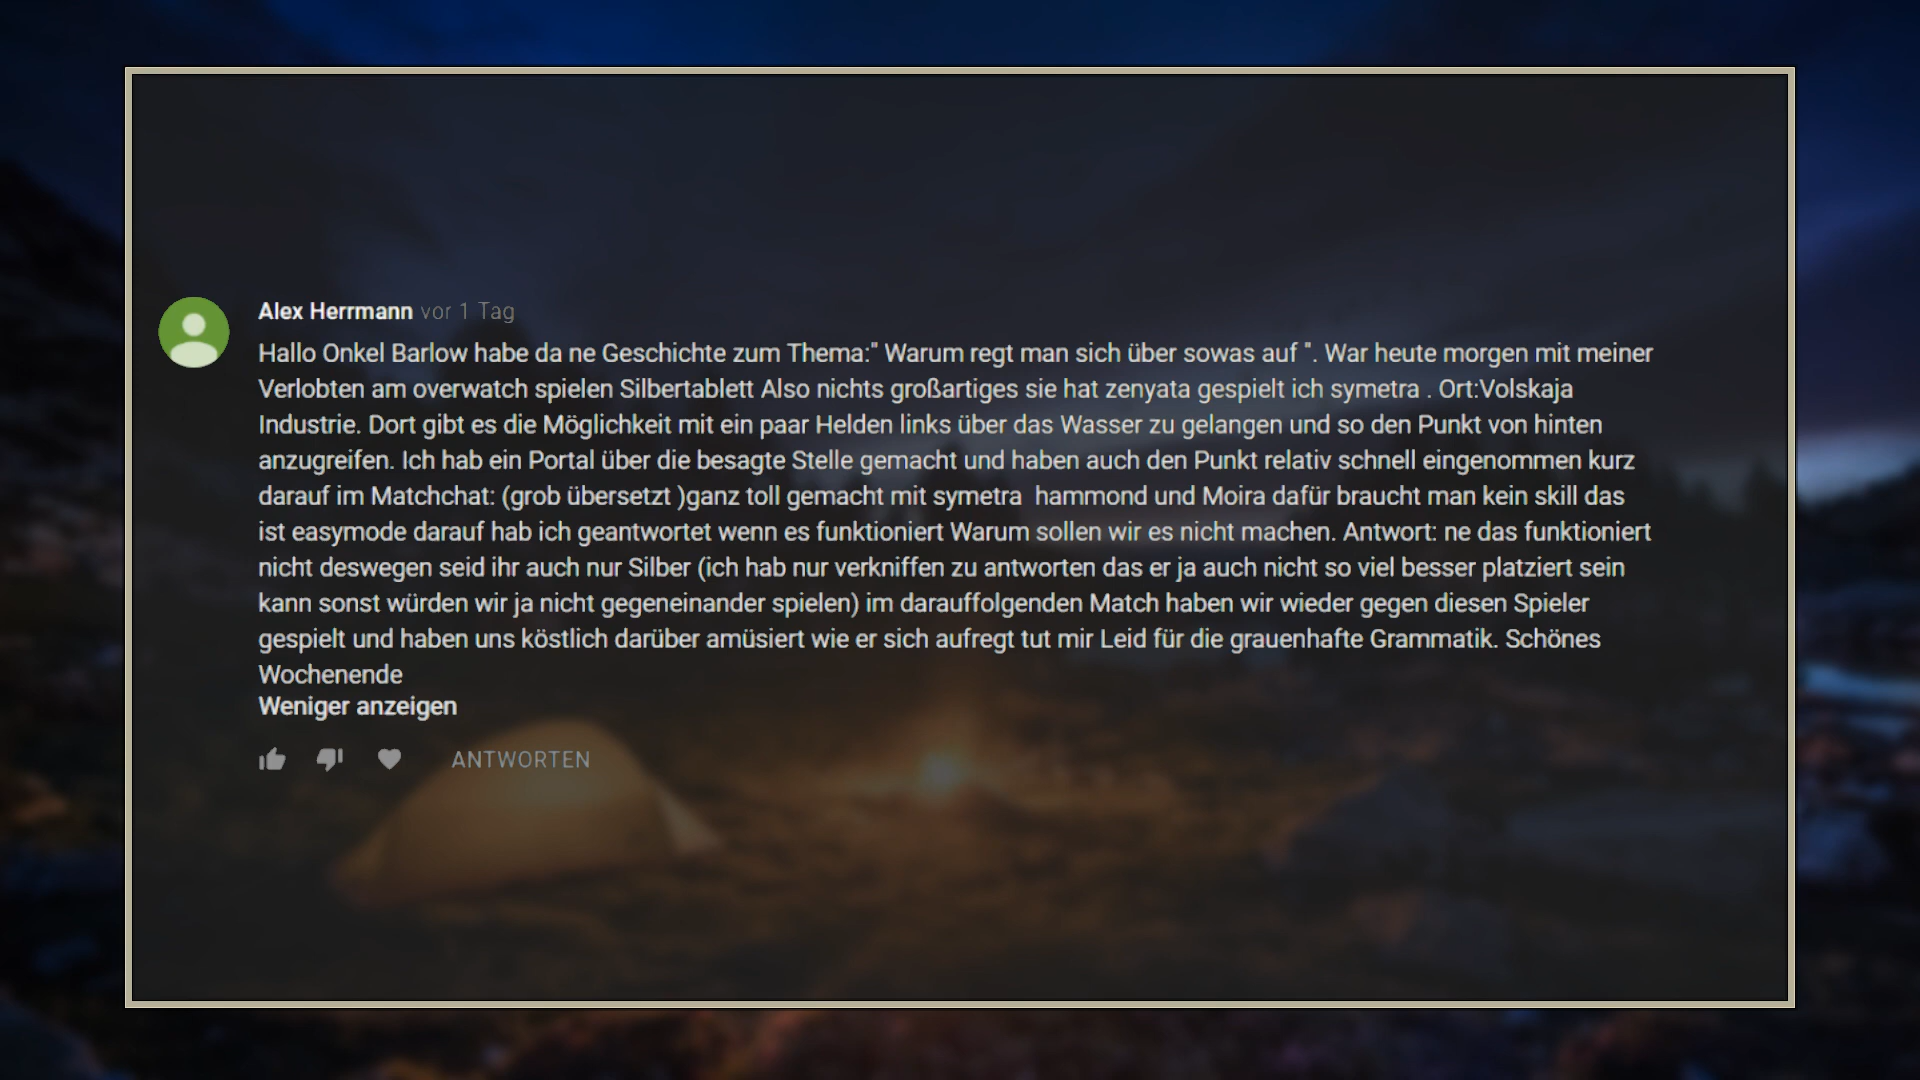 Alex Herrmann vor 1 Tag
Hallo Onkel Barlow habe da ne Geschichte zum Thema:" Warum regt man sich über sowas auf ". War heute morgen mit meiner
Verlobten am overwatch spielen Silbertablett Also nichts großartiges sie hat zenyata gespielt ich symetra . Ort:Volskaja
Industrie. Dort gibt es die Möglichkeit mit ein paar Helden links über das Wasser zu gelangen und so den Punkt von hinten
anzugreifen. Ich hab ein Portal über die besagte Stelle gemacht und haben auch den Punkt relativ schnell eingenommen kurz
darauf im Matchchat: (grob übersetzt )ganz toll gemacht mit symetra  hammond und Moira dafür braucht man kein skill das
ist easymode darauf hab ich geantwortet wenn es funktioniert Warum sollen wir es nicht machen. Antwort: ne das funktioniert
nicht deswegen seid ihr auch nur Silber (ich hab nur verkniffen zu antworten das er ja auch nicht so viel besser platziert sein
kann sonst würden wir ja nicht gegeneinander spielen) im darauffolgenden Match haben wir wieder gegen diesen Spieler
gespielt und haben uns köstlich darüber amüsiert wie er sich aufregt tut mir Leid für die grauenhafte Grammatik. Schönes
Wochenende
Weniger anzeigen
ANTWORTEN